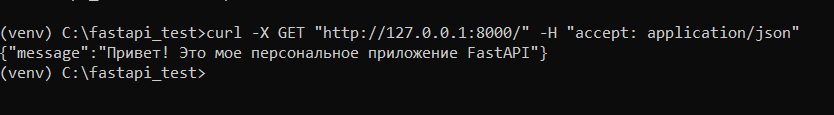 (venv) C:\fastapi_test>curl -X GET "http://127.0.0.1:8000/" -H "accept: application/json"
{"message":"Привет! Это мое персональное приложение FastAPI"}
(venv) C:\fastapi_test>